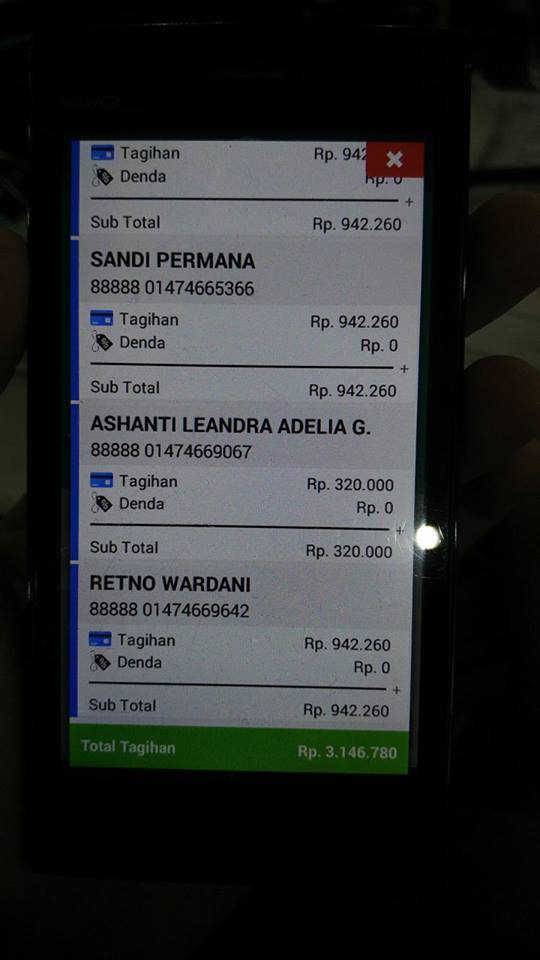 VIVO
Tagihan Rp. 942
Denda Rp. 0
+
Sub Total Rp. 942.260
SANDI PERMANA
88888 01474665366
Tagihan Rp. 942.260
Denda Rp. 0
+
Sub Total Rp. 942.260
ASHANTI LEANDRA ADELIA G.
88888 01474669067
Tagihan Rp. 320.000
Denda Rp. 0
+
Sub Total Rp. 320.000
RETNO WARDANI
88888 01474669642
Tagihan Rp. 942.260
Denda Rp. 0
+
Sub Total Rp. 942.260
Total Tagihan Rp. 3.146.780